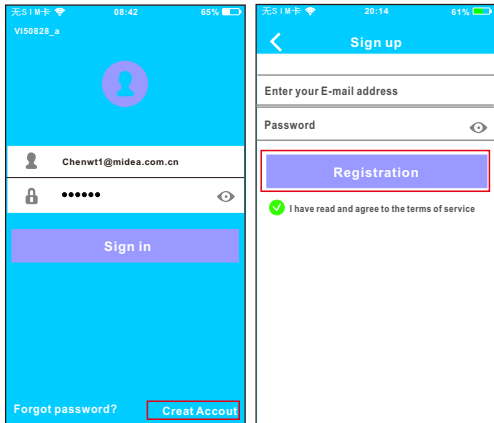 无SIM卡 08:42 65%
VI50828_a
Chenwt1@midea.com.cn
••••••
Sign in
Forgot password? Creat Accout
无SIM卡 20:14 61%
Sign up
Enter your E-mail address
Password
Registration
I have read and agree to the terms of service